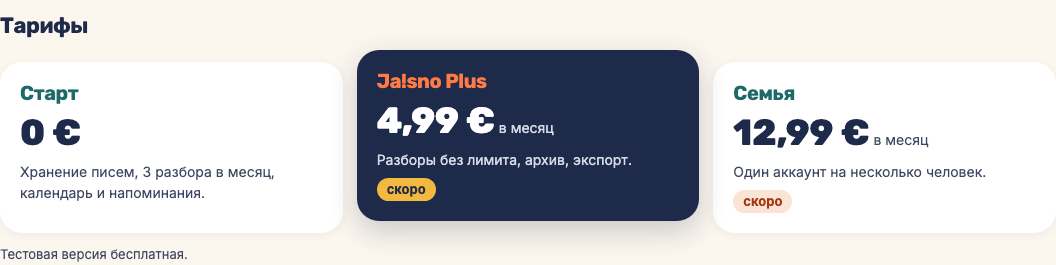 Тарифы
Старт
0 €
Хранение писем, 3 разбора в месяц,
календарь и напоминания.
Ja!sno Plus
4,99 € в месяц
Разборы без лимита, архив, экспорт.
скоро
Семья
12,99 € в месяц
Один аккаунт на несколько человек.
скоро
Тестовая версия бесплатная.